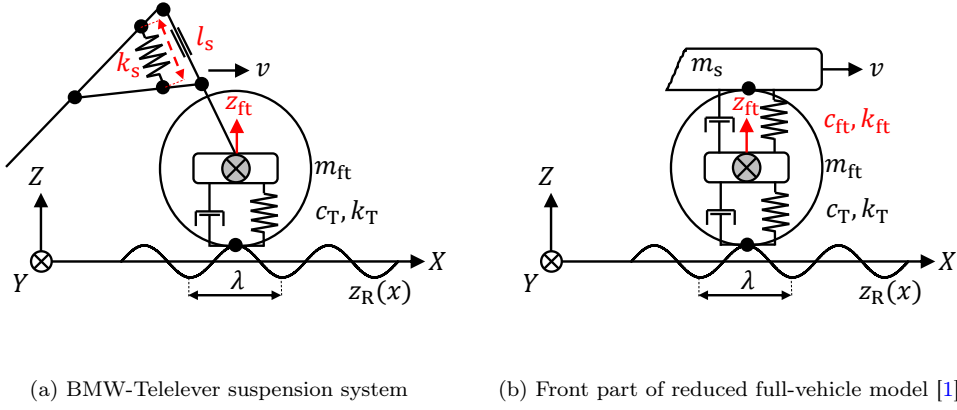 l_s
k_s
v
z_ft
m_ft
c_T, k_T
Z
Y
X
λ
z_R(x)
(a) BMW-Telelever suspension system
m_s
v
z_ft
c_ft, k_ft
m_ft
c_T, k_T
Z
Y
X
λ
z_R(x)
(b) Front part of reduced full-vehicle model [1]